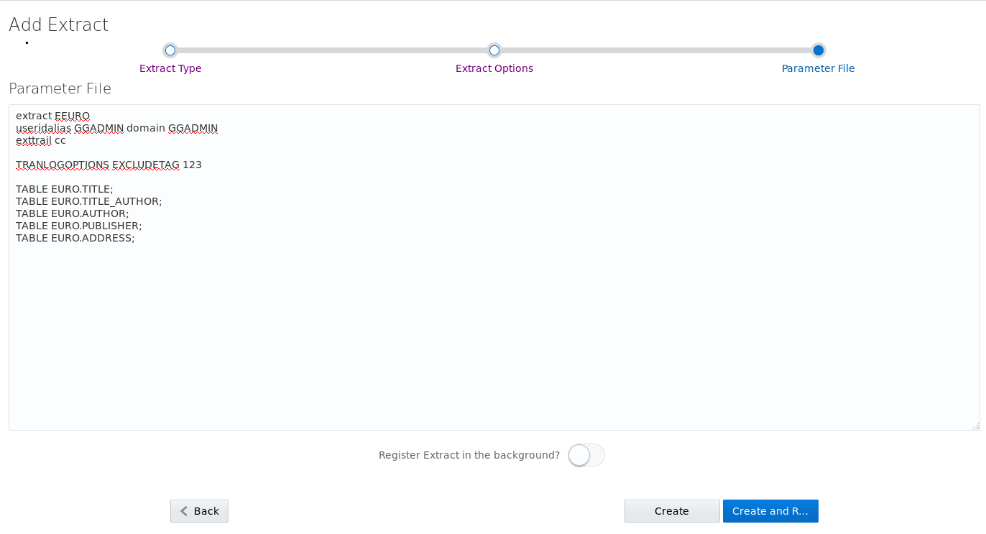 Add Extract
Extract Type
Extract Options
Parameter File
Parameter File
extract EEURO
useridalias GGADMIN domain GGADMIN
exttrail cc
TRANLOGOPTIONS EXCLUDETAG 123
TABLE EURO.TITLE;
TABLE EURO.TITLE_AUTHOR;
TABLE EURO.AUTHOR;
TABLE EURO.PUBLISHER;
TABLE EURO.ADDRESS;
Register Extract in the background?
Back
Create
Create and R...